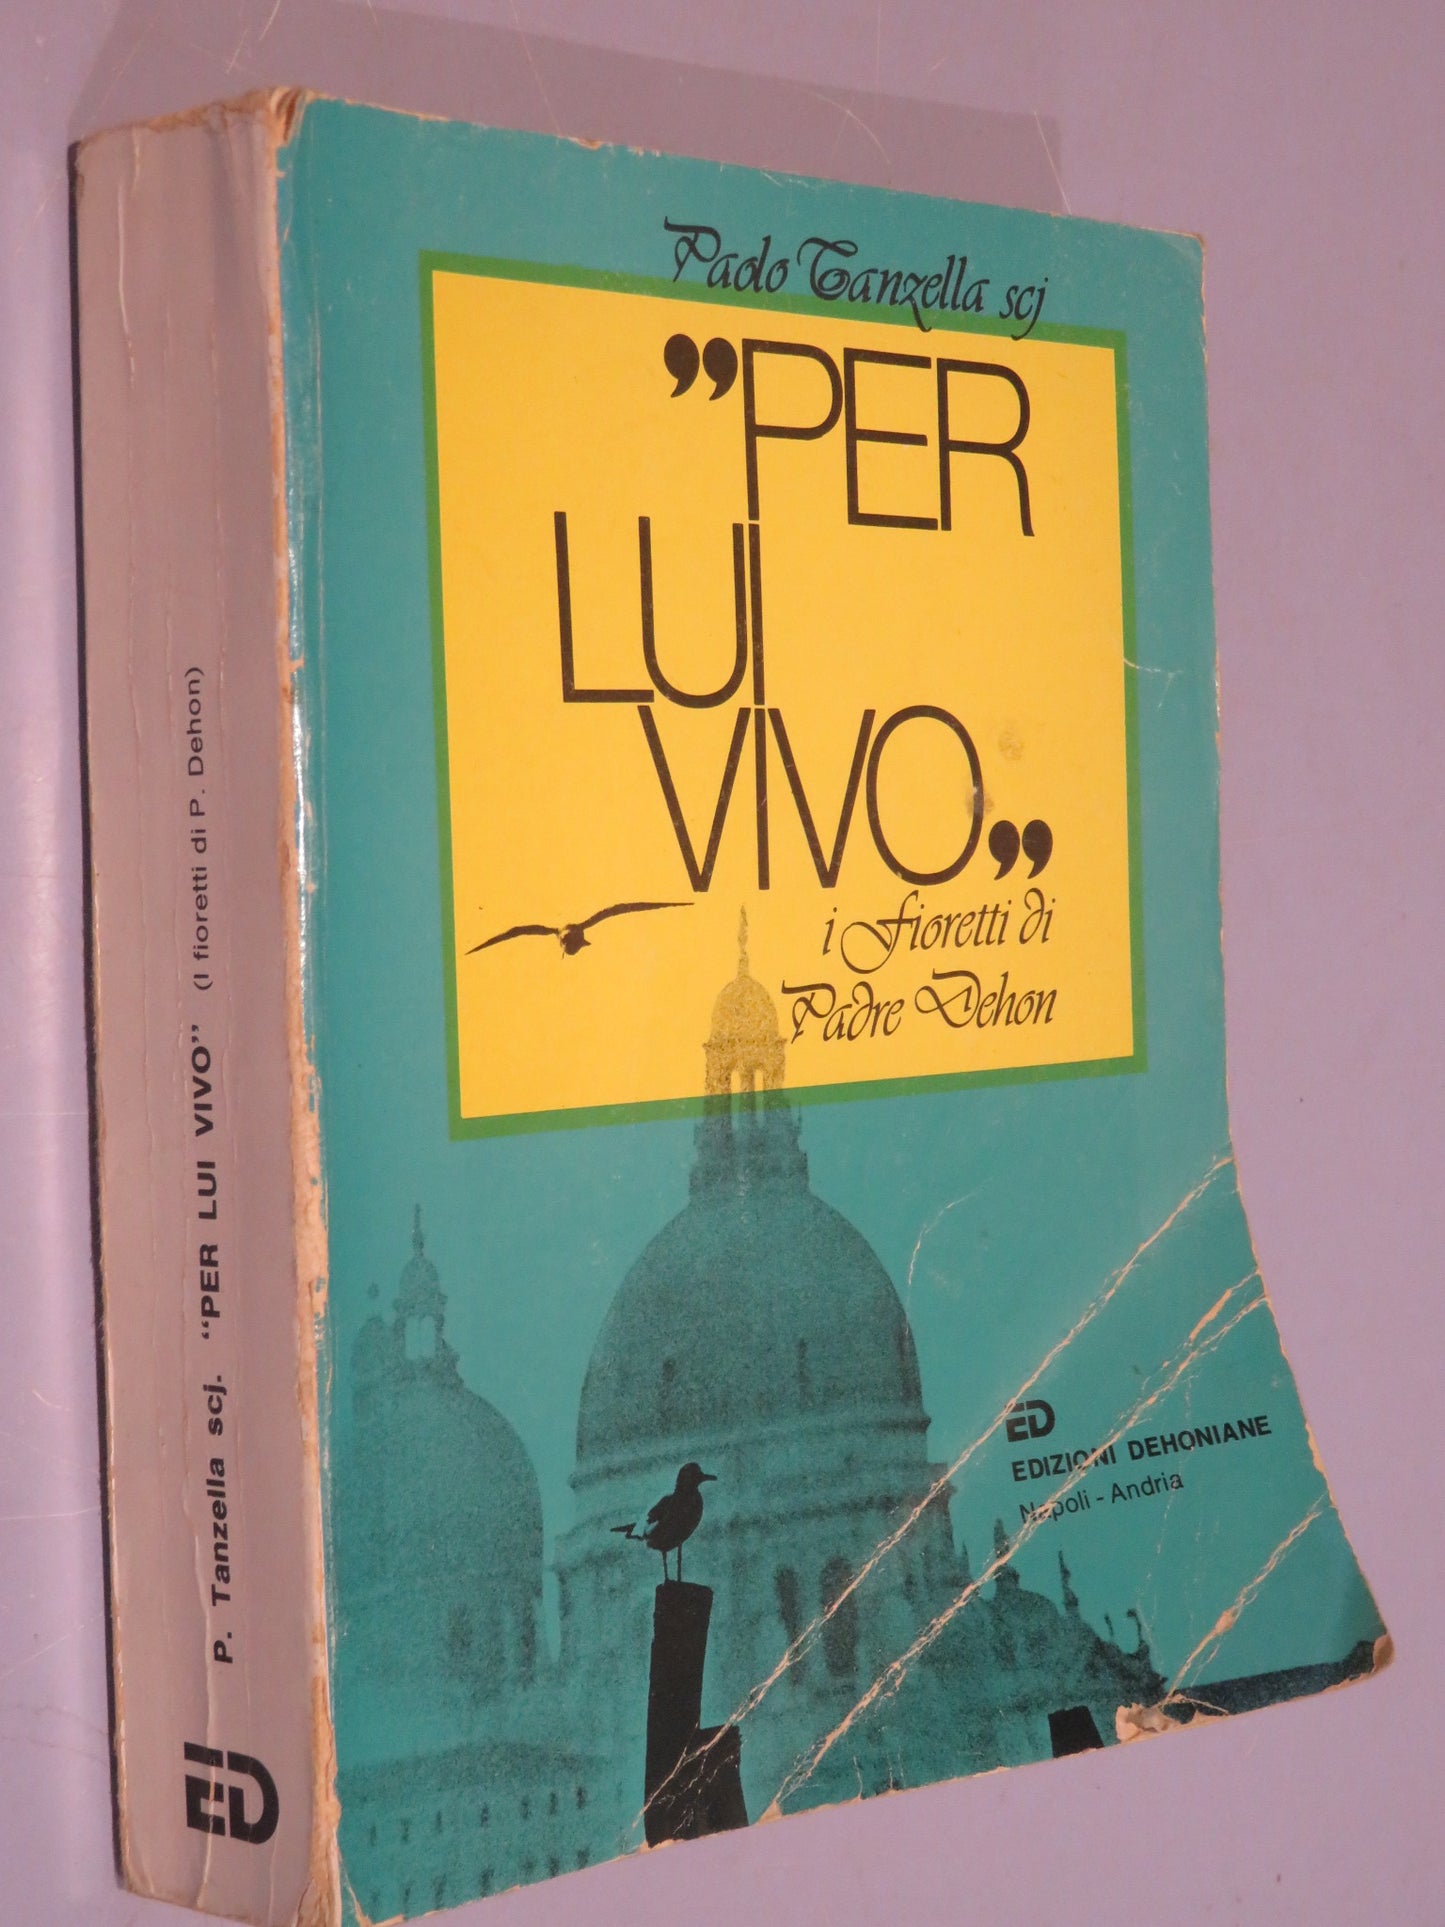 Paolo Tanzella scj
”PER
LUI
VIVO„
i Fioretti di
Padre Dehon
ED
EDIZIONI DEHONIANE
Napoli - Andria
P. Tanzella scj. “PER LUI VIVO” (I fioretti di P. Dehon)
ED